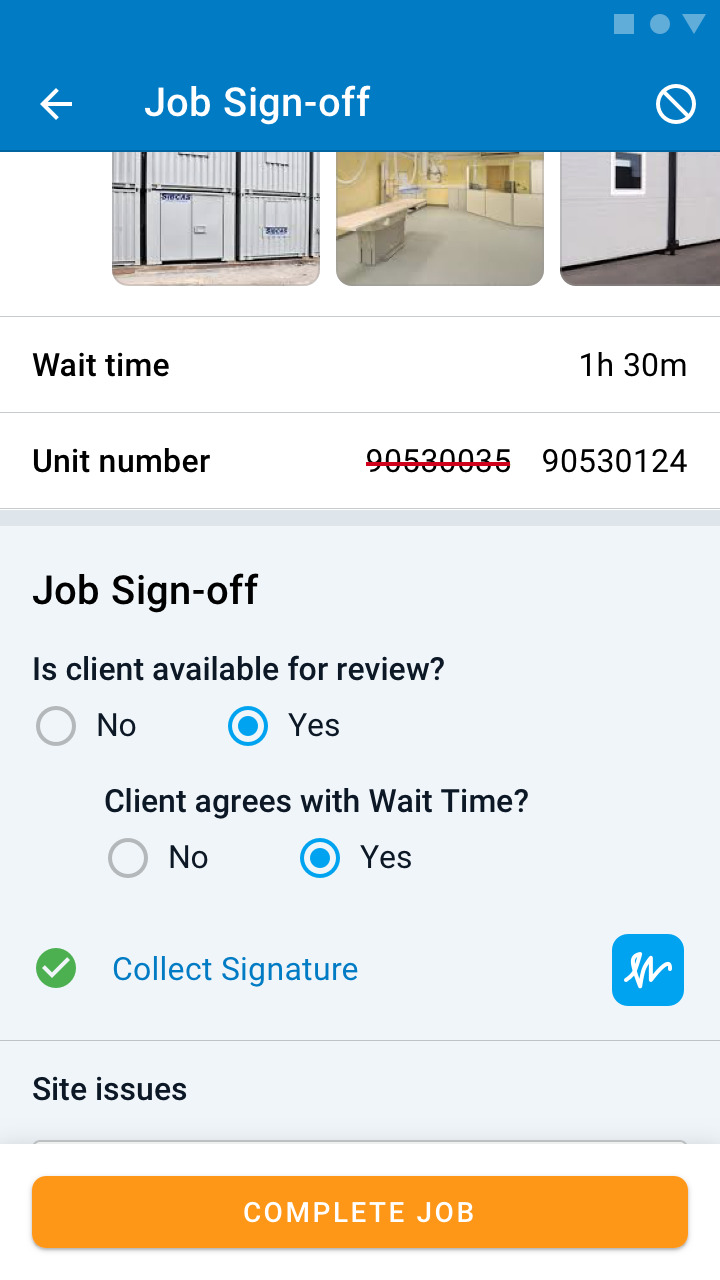 Job Sign-off
SIBCAS
SIBCAS
Wait time 1h 30m
Unit number 90530035 90530124
Job Sign-off
Is client available for review?
No Yes
Client agrees with Wait Time?
No Yes
Collect Signature
Site issues
COMPLETE JOB